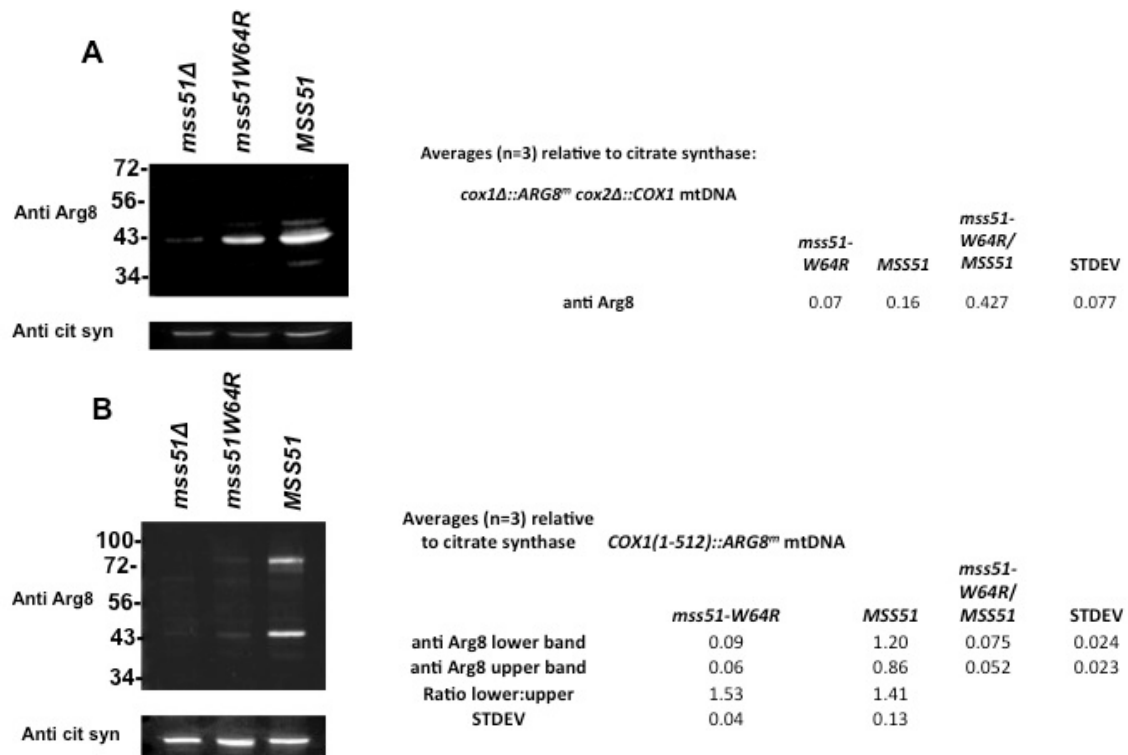 A
mss51Δ
mss51W64R
MSS51
72-
56-
Anti Arg8
43-
34-
Anti cit syn
Averages (n=3) relative to citrate synthase:
cox1Δ::ARG8ᵐ cox2Δ::COX1 mtDNA
mss51-
W64R
MSS51
mss51-
W64R/
MSS51
STDEV
anti Arg8 0.07 0.16 0.427 0.077
B
mss51Δ
mss51W64R
MSS51
100-
72-
Anti Arg8
56-
43-
34-
Anti cit syn
Averages (n=3) relative
to citrate synthase COX1(1-512)::ARG8ᵐ mtDNA
mss51-
W64R/
mss51-W64R MSS51 MSS51 STDEV
anti Arg8 lower band 0.09 1.20 0.075 0.024
anti Arg8 upper band 0.06 0.86 0.052 0.023
Ratio lower:upper 1.53 1.41
STDEV 0.04 0.13